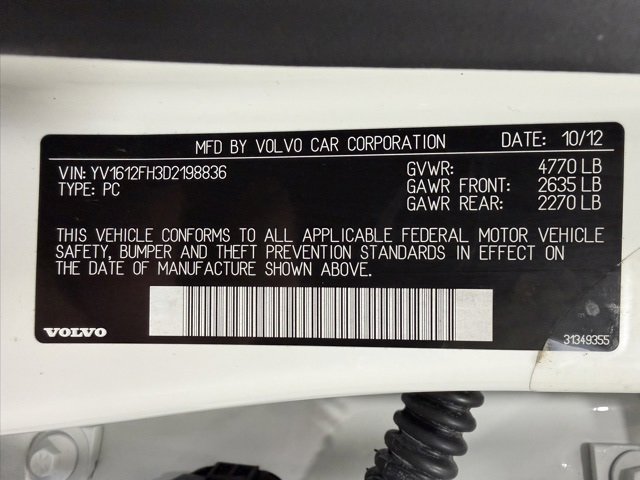 MFD BY VOLVO CAR CORPORATION DATE: 10/12
VIN: YV1612FH3D2198836 GVWR: 4770 LB
TYPE: PC GAWR FRONT: 2635 LB
GAWR REAR: 2270 LB
THIS VEHICLE CONFORMS TO ALL APPLICABLE FEDERAL MOTOR VEHICLE
SAFETY, BUMPER AND THEFT PREVENTION STANDARDS IN EFFECT ON
THE DATE OF MANUFACTURE SHOWN ABOVE.
VOLVO 31349355